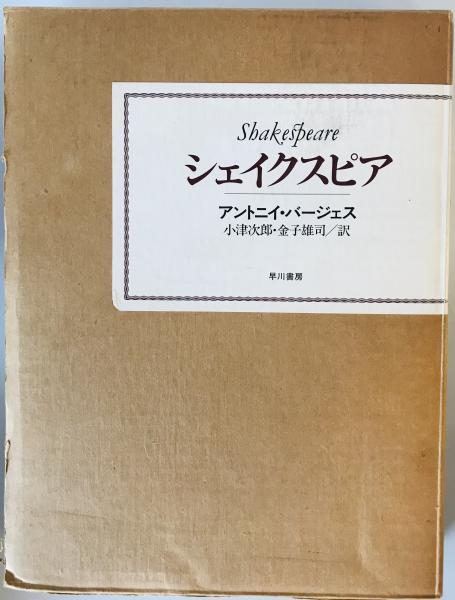 Shakespeare
シェイクスピア
アントニイ・バージェス
小津次郎・金子雄司/訳
早川書房